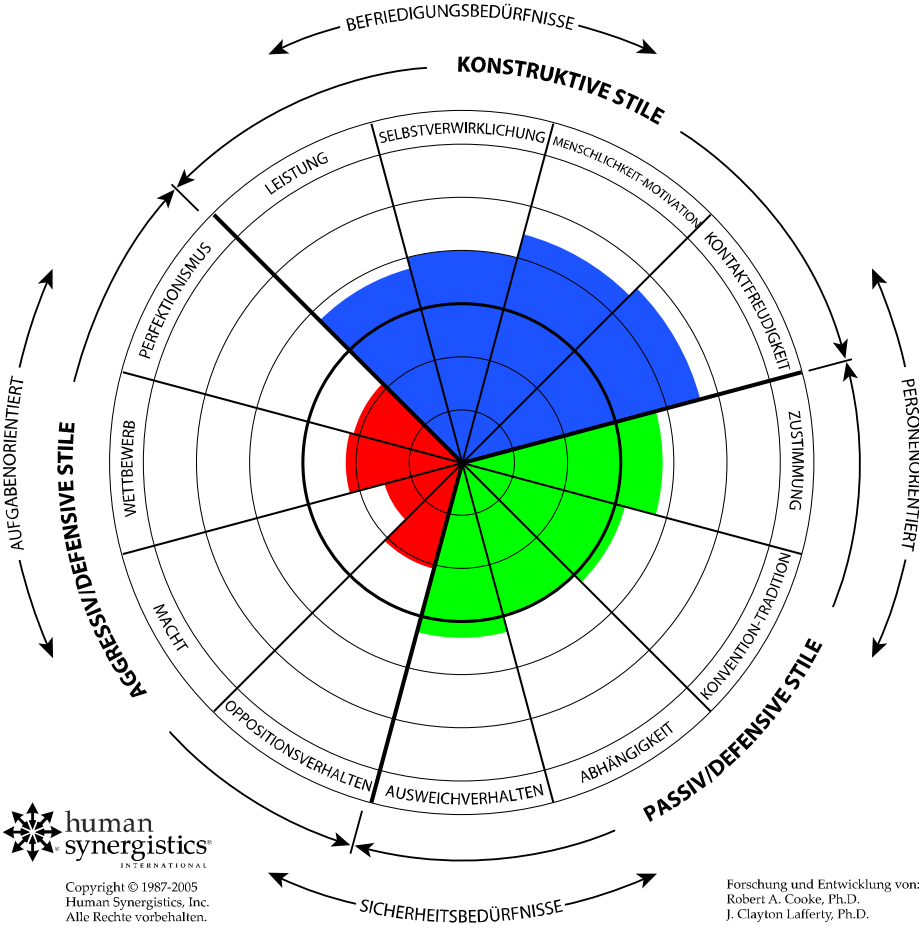 BEFRIEDIGUNGSBEDÜRFNISSE
KONSTRUKTIVE STILE
LEISTUNG
SELBSTVERWIRKLICHUNG
MENSCHLICHKEIT-MOTIVATION
KONTAKTFREUDIGKEIT
PERFEKTIONISMUS
ZUSTIMMUNG
WETTBEWERB
AUFGABENORIENTIERT
AGGRESSIV/DEFENSIVE STILE
PERSONENORIENTIERT
KONVENTION-TRADITION
MACHT
OPPOSITIONSVERHALTEN
AUSWEICHVERHALTEN
ABHÄNGIGKEIT
PASSIV/DEFENSIVE STILE
SICHERHEITSBEDÜRFNISSE
human
synergistics®
INTERNATIONAL
Copyright © 1987-2005
Human Synergistics, Inc.
Alle Rechte vorbehalten.
Forschung und Entwicklung von:
Robert A. Cooke, Ph.D.
J. Clayton Lafferty, Ph.D.